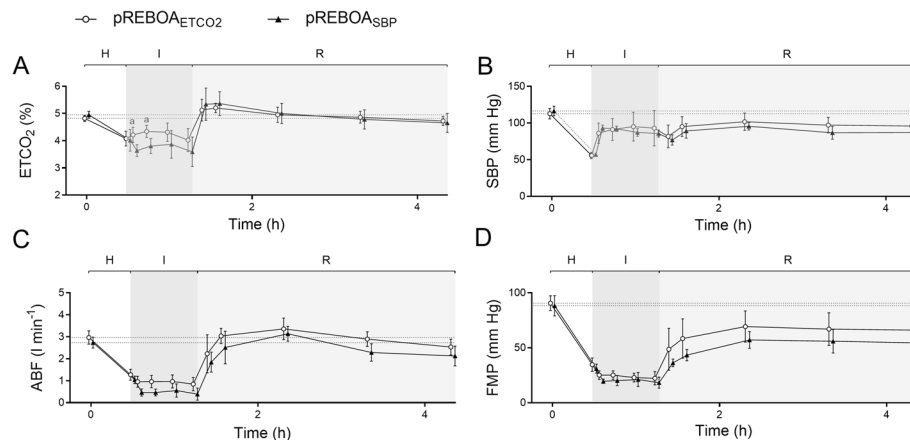 pREBOA_ETCO2 pREBOA_SBP
A
H I R
ETCO2 (%)
6
5
4
3
2
a a
0 2 4
Time (h)
B
H I R
SBP (mm Hg)
150
100
50
0
0 2 4
Time (h)
C
H I R
ABF (l min-1)
5
4
3
2
1
0
0 2 4
Time (h)
D
H I R
FMP (mm Hg)
100
50
0
0 2 4
Time (h)